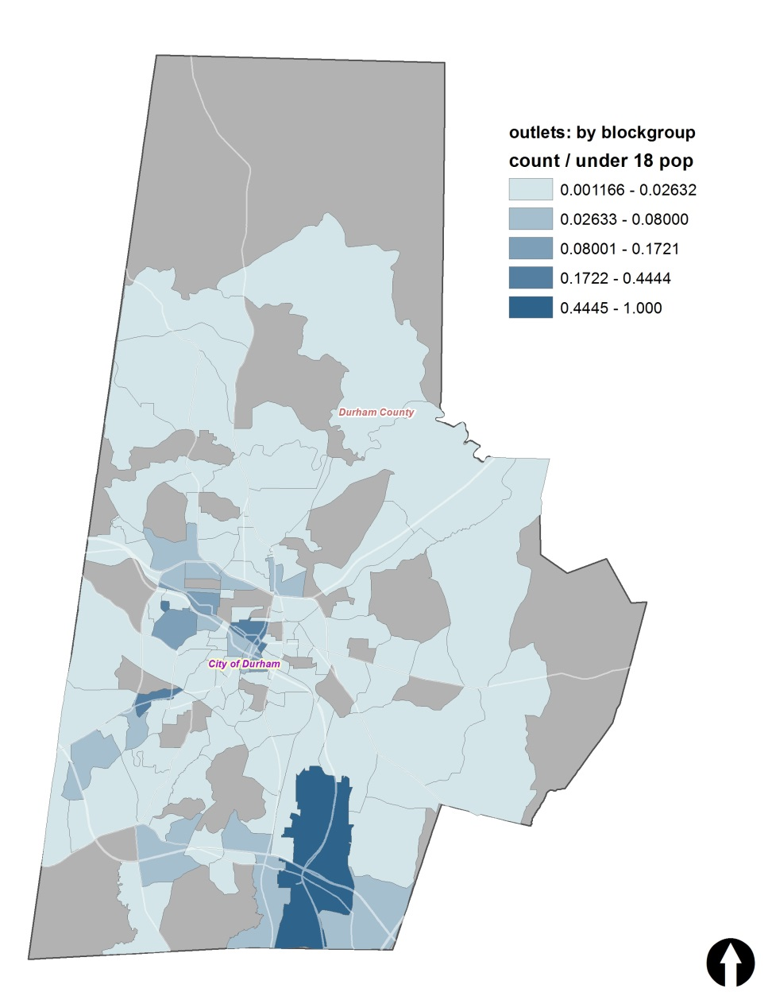 outlets: by blockgroup
count / under 18 pop
0.001166 - 0.02632
0.02633 - 0.08000
0.08001 - 0.1721
0.1722 - 0.4444
0.4445 - 1.000
Durham County
City of Durham